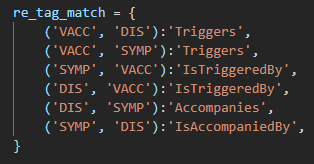 re_tag_match = {
    ('VACC', 'DIS'):'Triggers',
    ('VACC', 'SYMP'):'Triggers',
    ('SYMP', 'VACC'):'IsTriggeredBy',
    ('DIS', 'VACC'):'IsTriggeredBy',
    ('DIS', 'SYMP'):'Accompanies',
    ('SYMP', 'DIS'):'IsAccompaniedBy',
}